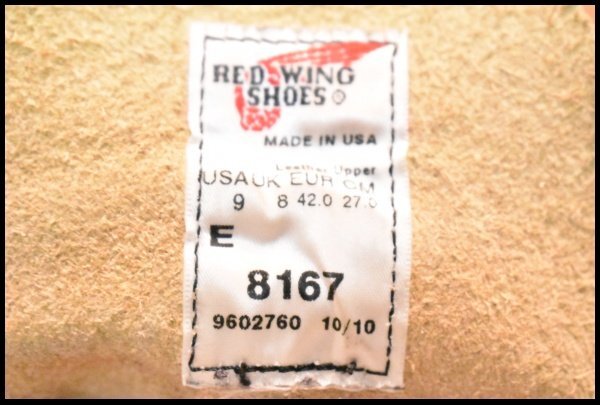 RED WING
SHOES
MADE IN USA
Leather Upper
USA UK EUR CM
9 8 42.0 27.0
E
8167
9602760 10/10